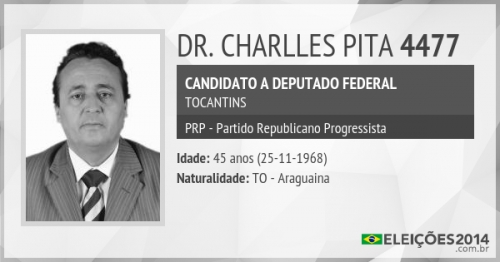 DR. CHARLLES PITA 4477
CANDIDATO A DEPUTADO FEDERAL
TOCANTINS
PRP - Partido Republicano Progressista
Idade: 45 anos (25-11-1968)
Naturalidade: TO - Araguaina
ELEIÇÕES2014
.com.br